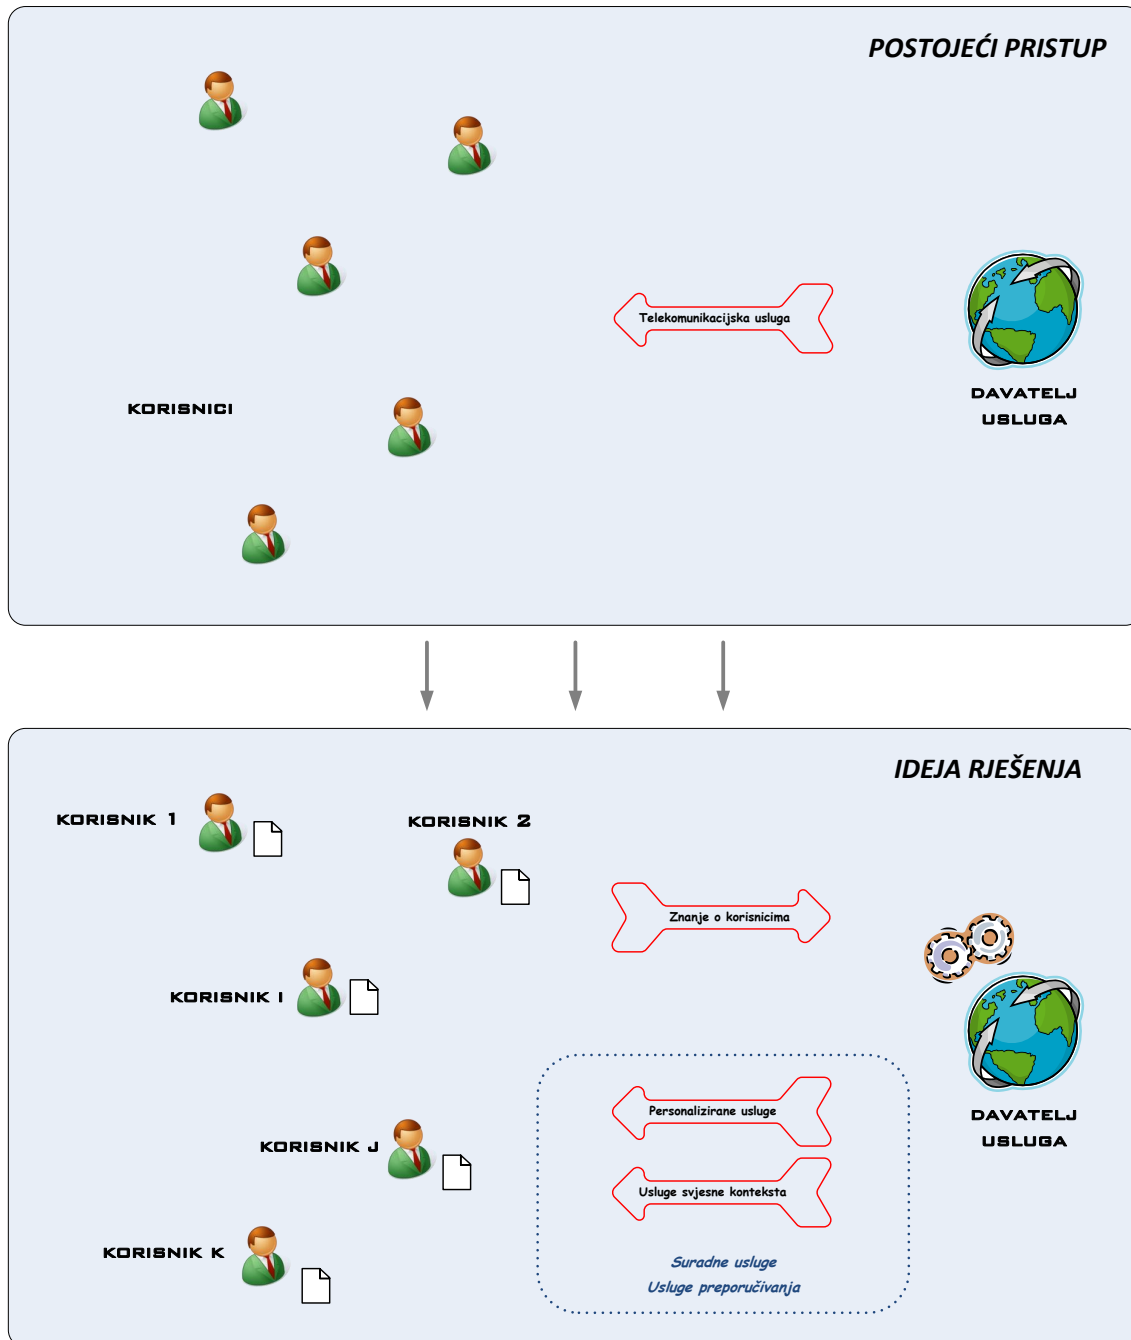 POSTOJEĆI PRISTUP
Telekomunikacijska usluga
KORISNICI
DAVATELJ
USLUGA
IDEJA RJEŠENJA
KORISNIK 1
KORISNIK 2
Znanje o korisnicima
KORISNIK I
Personalizirane usluge
DAVATELJ
USLUGA
KORISNIK J
Usluge svjesne konteksta
KORISNIK K
Suradne usluge
Usluge preporučivanja